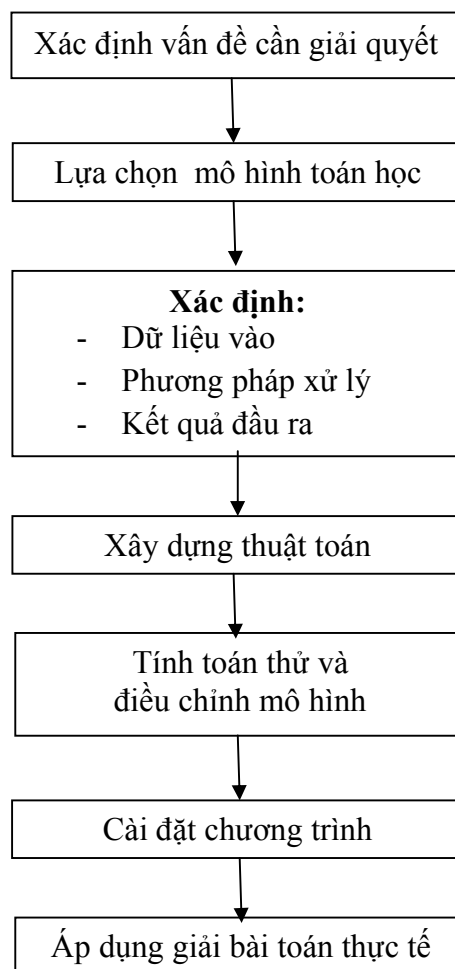 Xác định vấn đề cần giải quyết
Lựa chọn mô hình toán học
Xác định:
- Dữ liệu vào
- Phương pháp xử lý
- Kết quả đầu ra
Xây dựng thuật toán
Tính toán thử và
điều chỉnh mô hình
Cài đặt chương trình
Áp dụng giải bài toán thực tế